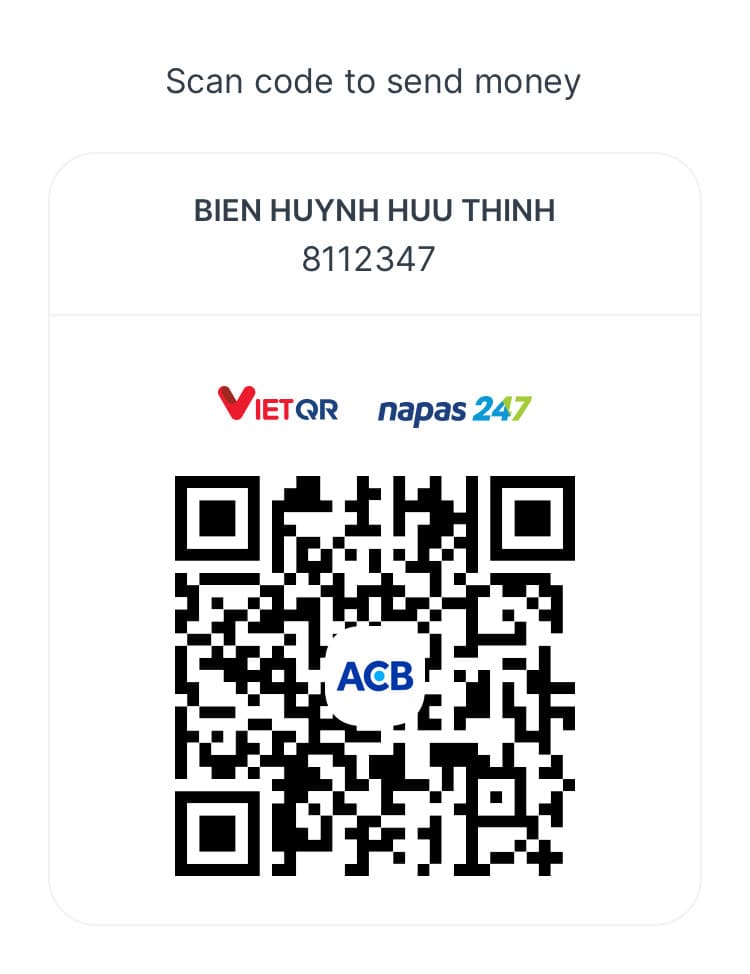 Scan code to send money
BIEN HUYNH HUU THINH
8112347
VIETQR napas 247
ACB